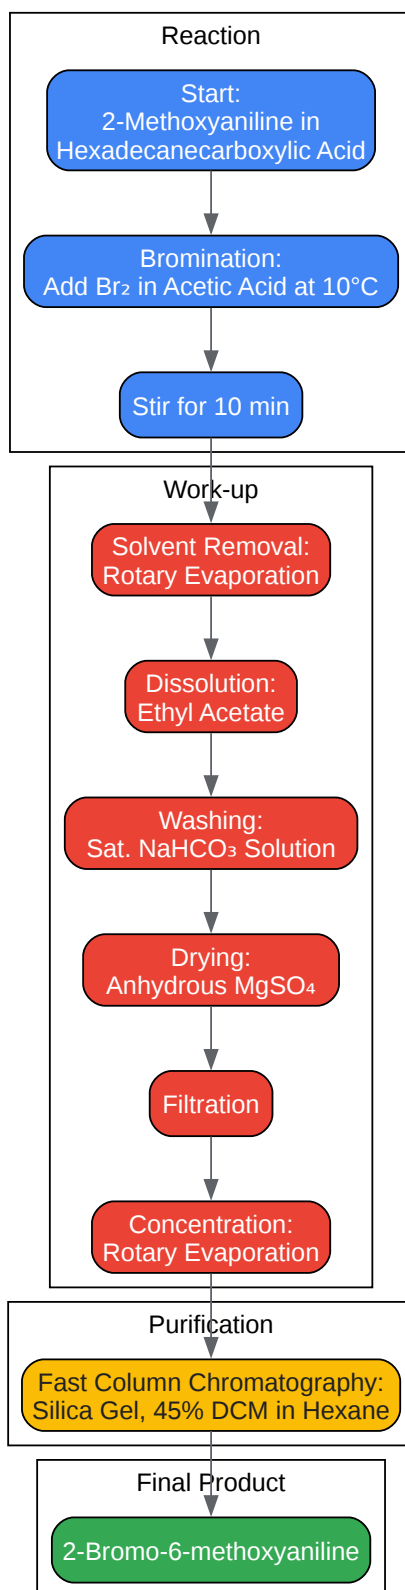 Reaction
Start:
2-Methoxyaniline in
Hexadecanecarboxylic Acid
Bromination:
Add Br₂ in Acetic Acid at 10°C
Stir for 10 min
Work-up
Solvent Removal:
Rotary Evaporation
Dissolution:
Ethyl Acetate
Washing:
Sat. NaHCO₃ Solution
Drying:
Anhydrous MgSO₄
Filtration
Concentration:
Rotary Evaporation
Purification
Fast Column Chromatography:
Silica Gel, 45% DCM in Hexane
Final Product
2-Bromo-6-methoxyaniline